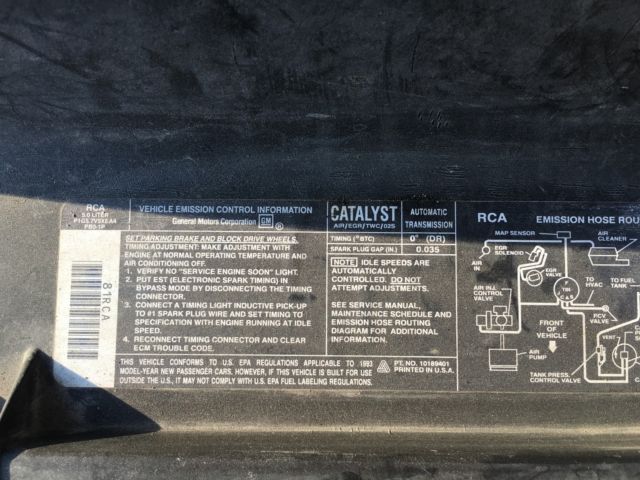 RCA
5.0 LITER
VEHICLE EMISSION CONTROL INFORMATION
General Motors Corporation GM
SET PARKING BRAKE AND BLOCK DRIVE WHEELS.
TIMING ADJUSTMENT: MAKE ADJUSTMENT WITH
ENGINE AT NORMAL OPERATING TEMPERATURE AND
AIR CONDITIONING OFF.
1. VERIFY NO "SERVICE ENGINE SOON" LIGHT.
2. PUT EST (ELECTRONIC SPARK TIMING) IN
BYPASS MODE BY DISCONNECTING THE TIMING
CONNECTOR.
3. CONNECT A TIMING LIGHT INDUCTIVE PICK-UP
TO #1 SPARK PLUG WIRE AND SET TIMING TO
SPECIFICATION WITH ENGINE RUNNING AT IDLE
SPEED.
4. RECONNECT TIMING CONNECTOR AND CLEAR
ECM TROUBLE CODE.
81RCA
CATALYST
AIR/EGR/TWC/O2S
AUTOMATIC
TRANSMISSION
TIMING (°BTC) 0° (DR)
SPARK PLUG GAP (IN.) 0.035
NOTE IDLE SPEEDS ARE
AUTOMATICALLY
CONTROLLED. DO NOT
ATTEMPT ADJUSTMENTS.
SEE SERVICE MANUAL,
MAINTENANCE SCHEDULE AND
EMISSION HOSE ROUTING
DIAGRAM FOR ADDITIONAL
INFORMATION.
THIS VEHICLE CONFORMS TO U.S. EPA REGULATIONS APPLICABLE TO 1993
MODEL-YEAR NEW PASSENGER CARS. HOWEVER, IF THIS VEHICLE IS BUILT FOR USE
OUTSIDE THE U.S., IT MAY NOT COMPLY WITH U.S. EPA FUEL LABELING REGULATIONS.
PT. NO. 10189401
PRINTED IN U.S.A.
RCA EMISSION HOSE ROU
MAP SENSOR
AIR
CLEANER
EGR SOLENOID
AIR
IN
EGR
VALVE
AIR INJ.
CONTROL
VALVE
TO
HVAC
TO FUEL
TANK
PCV
VALVE
FRONT
OF
VEHICLE
AIR
PUMP
VENT
TANK PRESS.
CONTROL VALVE